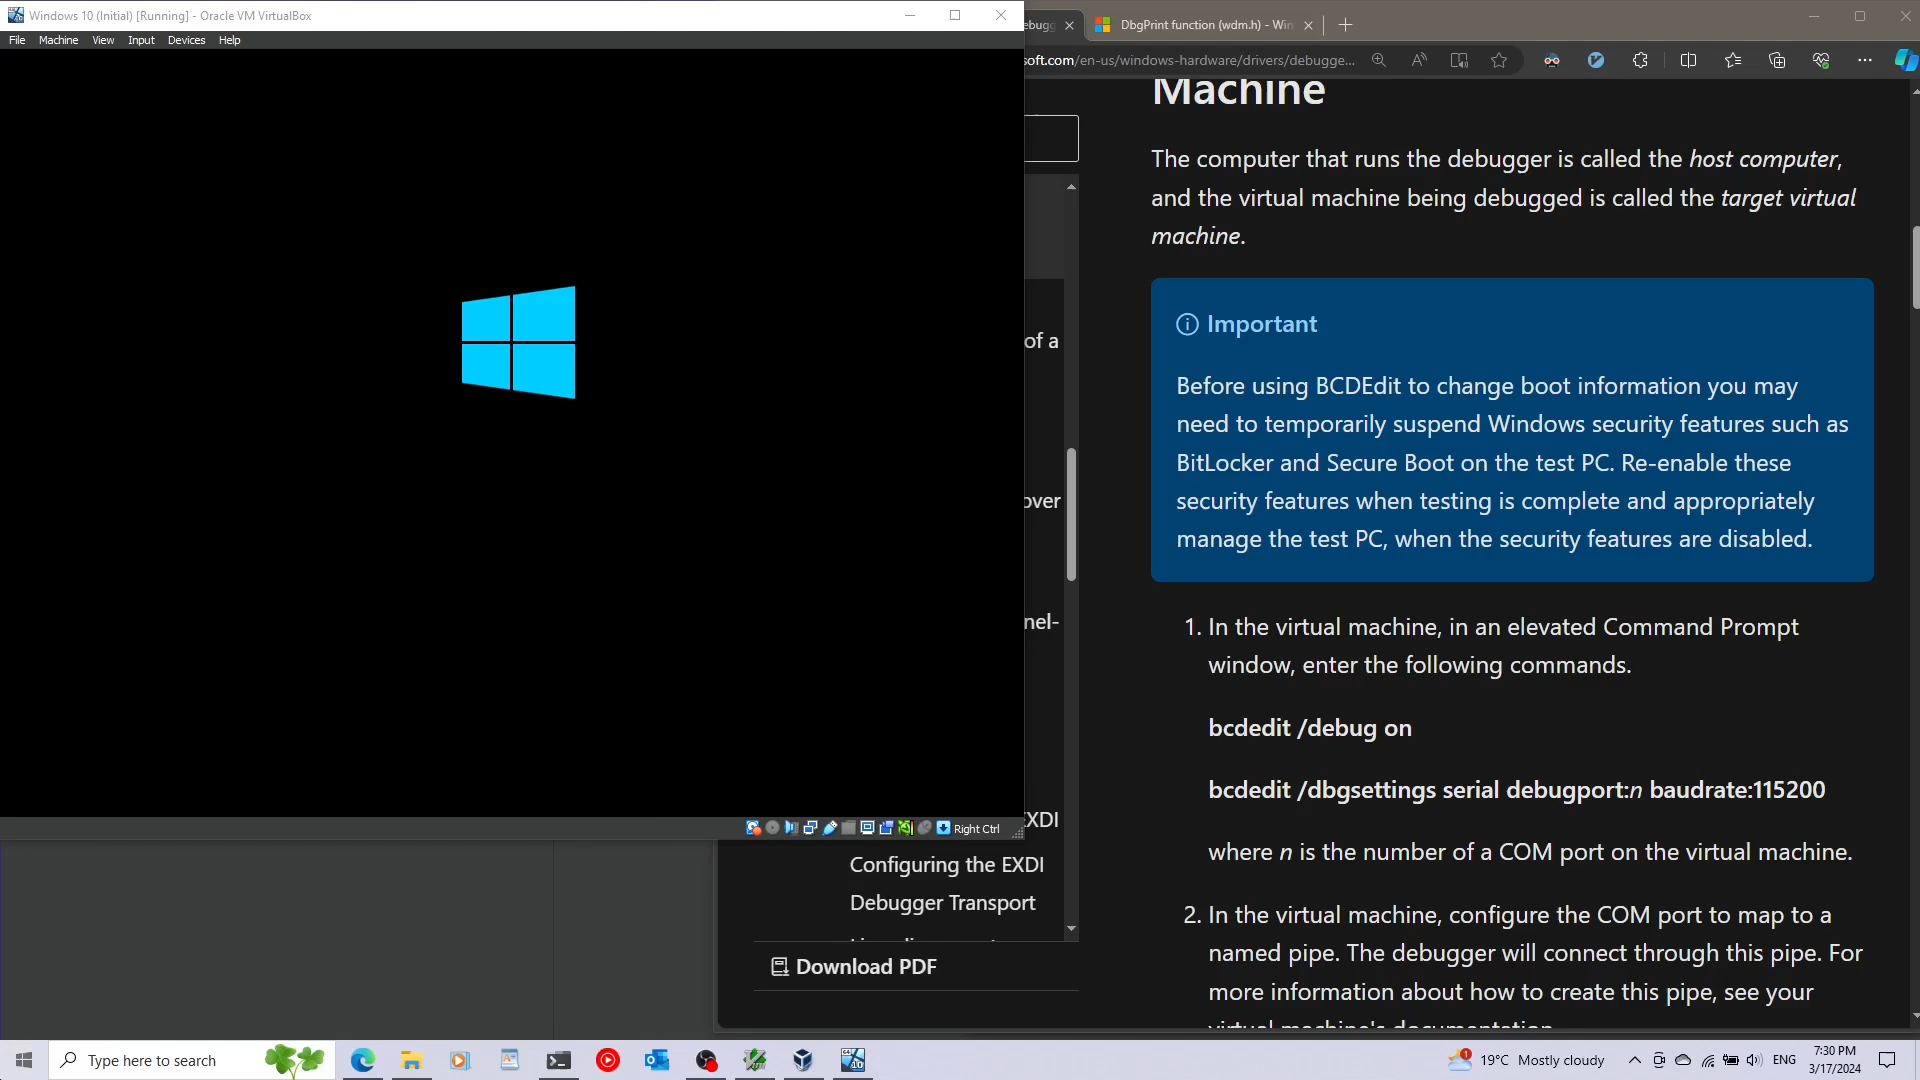 Windows 10 (Initial) [Running] - Oracle VM VirtualBox
File Machine View Input Devices Help
Right Ctrl
DbgPrint function (wdm.h) - Win
soft.com/en-us/windows-hardware/drivers/debugge...
Machine
The computer that runs the debugger is called the host computer,
and the virtual machine being debugged is called the target virtual
machine.
Important
Before using BCDEdit to change boot information you may
need to temporarily suspend Windows security features such as
BitLocker and Secure Boot on the test PC. Re-enable these
security features when testing is complete and appropriately
manage the test PC, when the security features are disabled.
1. In the virtual machine, in an elevated Command Prompt
window, enter the following commands.
bcdedit /debug on
bcdedit /dbgsettings serial debugport:n baudrate:115200
where n is the number of a COM port on the virtual machine.
2. In the virtual machine, configure the COM port to map to a
named pipe. The debugger will connect through this pipe. For
more information about how to create this pipe, see your
virtual machine's documentation
of a
over
nel-
EXDI
Configuring the EXDI
Debugger Transport
Download PDF
Type here to search
1
19°C Mostly cloudy
ENG
7:30 PM
3/17/2024